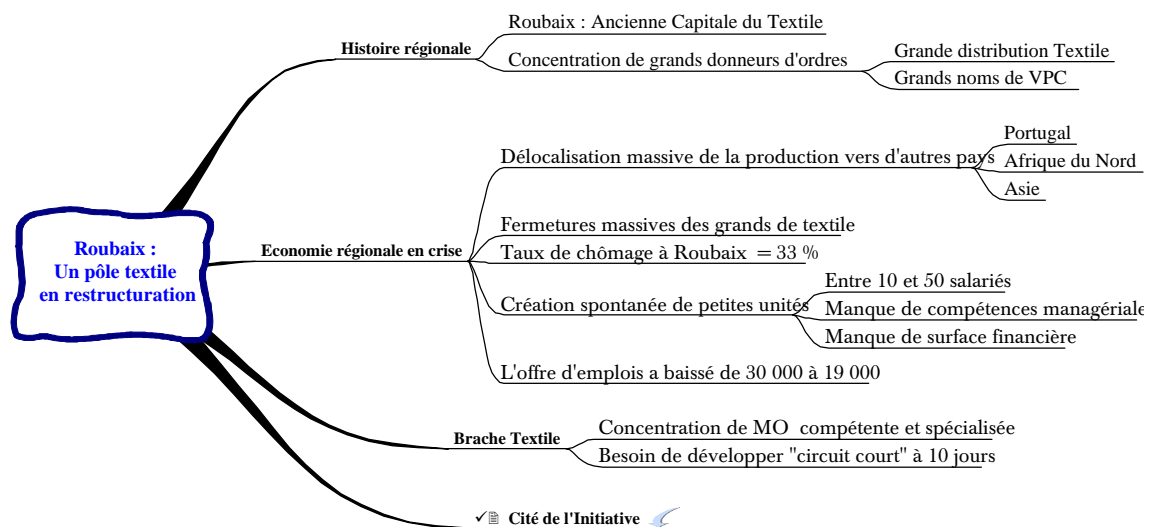 Roubaix :
Un pôle textile
en restructuration
Histoire régionale
Roubaix : Ancienne Capitale du Textile
Concentration de grands donneurs d'ordres
Grande distribution Textile
Grands noms de VPC
Economie régionale en crise
Délocalisation massive de la production vers d'autres pays
Portugal
Afrique du Nord
Asie
Fermetures massives des grands de textile
Taux de chômage à Roubaix = 33 %
Création spontanée de petites unités
Entre 10 et 50 salariés
Manque de compétences managériale
Manque de surface financière
L'offre d'emplois a baissé de 30 000 à 19 000
Brache Textile
Concentration de MO compétente et spécialisée
Besoin de développer "circuit court" à 10 jours
Cité de l'Initiative